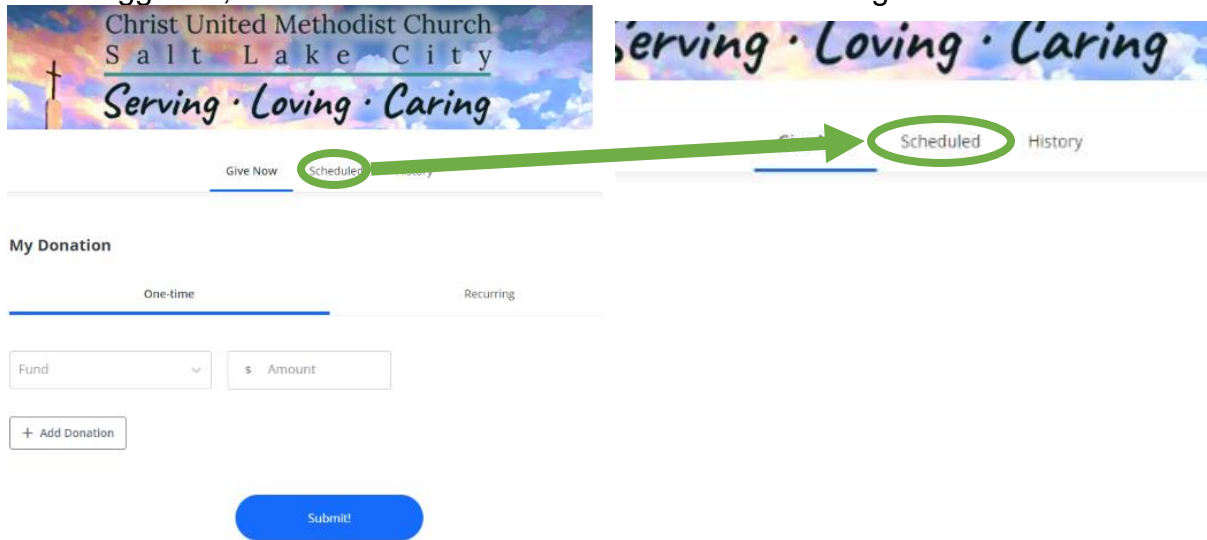 Christ United Methodist Church
Salt Lake City
Serving · Loving · Caring
Give Now Scheduled History
My Donation
One-time Recurring
Fund $ Amount
+ Add Donation
Submit!
Serving · Loving · Caring
Scheduled History